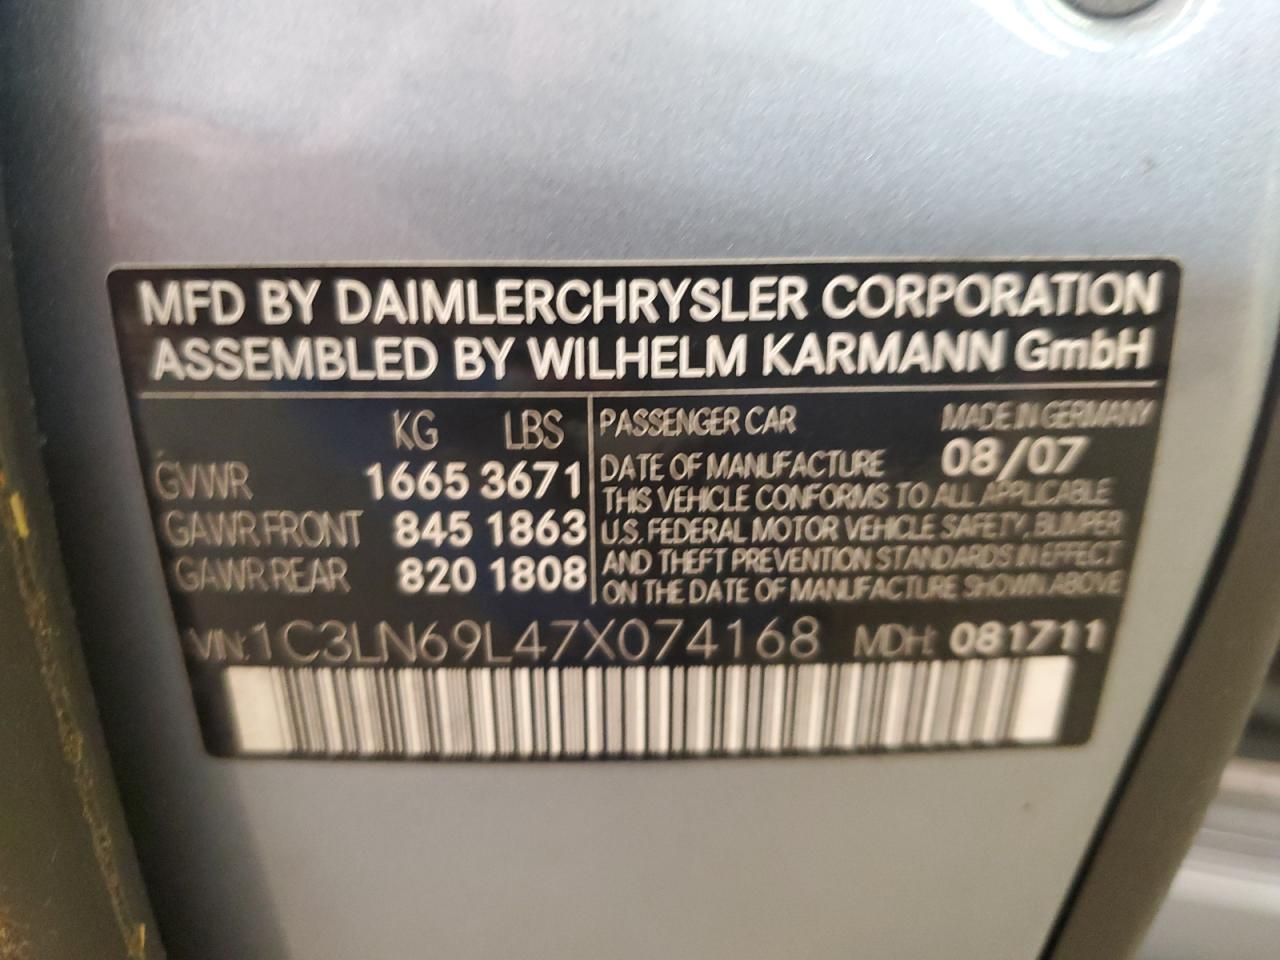 MFD BY DAIMLERCHRYSLER CORPORATION
ASSEMBLED BY WILHELM KARMANN GmbH
KG LBS
GVWR 1665 3671
GAWR FRONT 845 1863
GAWR REAR 820 1808
PASSENGER CAR MADE IN GERMANY
DATE OF MANUFACTURE 08/07
THIS VEHICLE CONFORMS TO ALL APPLICABLE
U.S. FEDERAL MOTOR VEHICLE SAFETY, BUMPER
AND THEFT PREVENTION STANDARDS IN EFFECT
ON THE DATE OF MANUFACTURE SHOWN ABOVE
VIN: 1C3LN69L47X074168 MDH: 081711